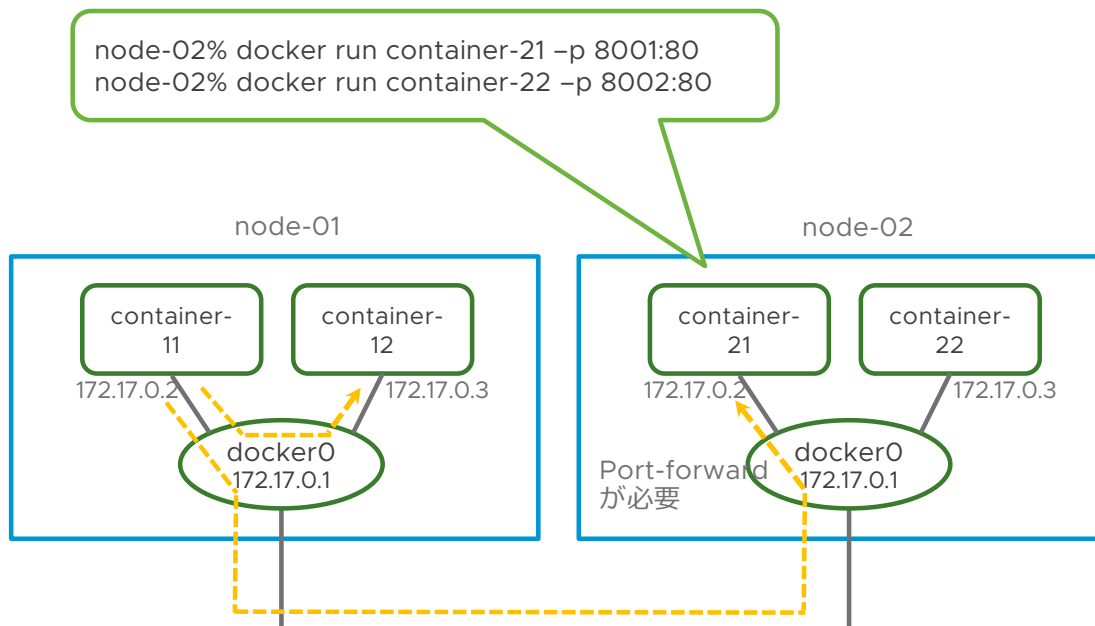 node-02% docker run container-21 –p 8001:80
node-02% docker run container-22 –p 8002:80
node-01
node-02
container-
11
container-
12
container-
21
container-
22
172.17.0.2
172.17.0.3
172.17.0.2
172.17.0.3
docker0
172.17.0.1
Port-forward
が必要
docker0
172.17.0.1